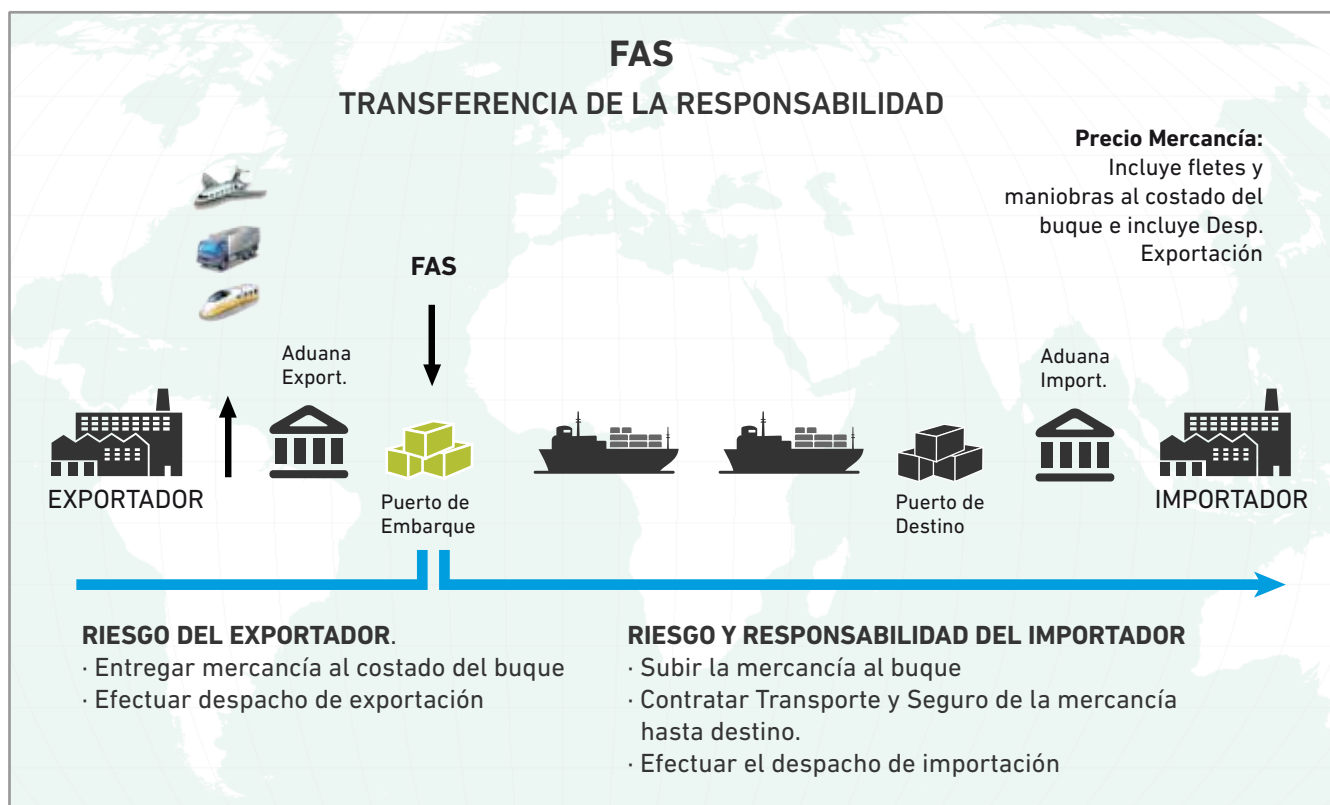 FAS
TRANSFERENCIA DE LA RESPONSABILIDAD
Precio Mercancía:
Incluye fletes y
maniobras al costado del
buque e incluye Desp.
Exportación
FAS
Aduana
Export.
Aduana
Import.
EXPORTADOR
Puerto de
Embarque
Puerto de
Destino
IMPORTADOR
RIESGO DEL EXPORTADOR.
· Entregar mercancía al costado del buque
· Efectuar despacho de exportación
RIESGO Y RESPONSABILIDAD DEL IMPORTADOR
· Subir la mercancía al buque
· Contratar Transporte y Seguro de la mercancía
hasta destino.
· Efectuar el despacho de importación